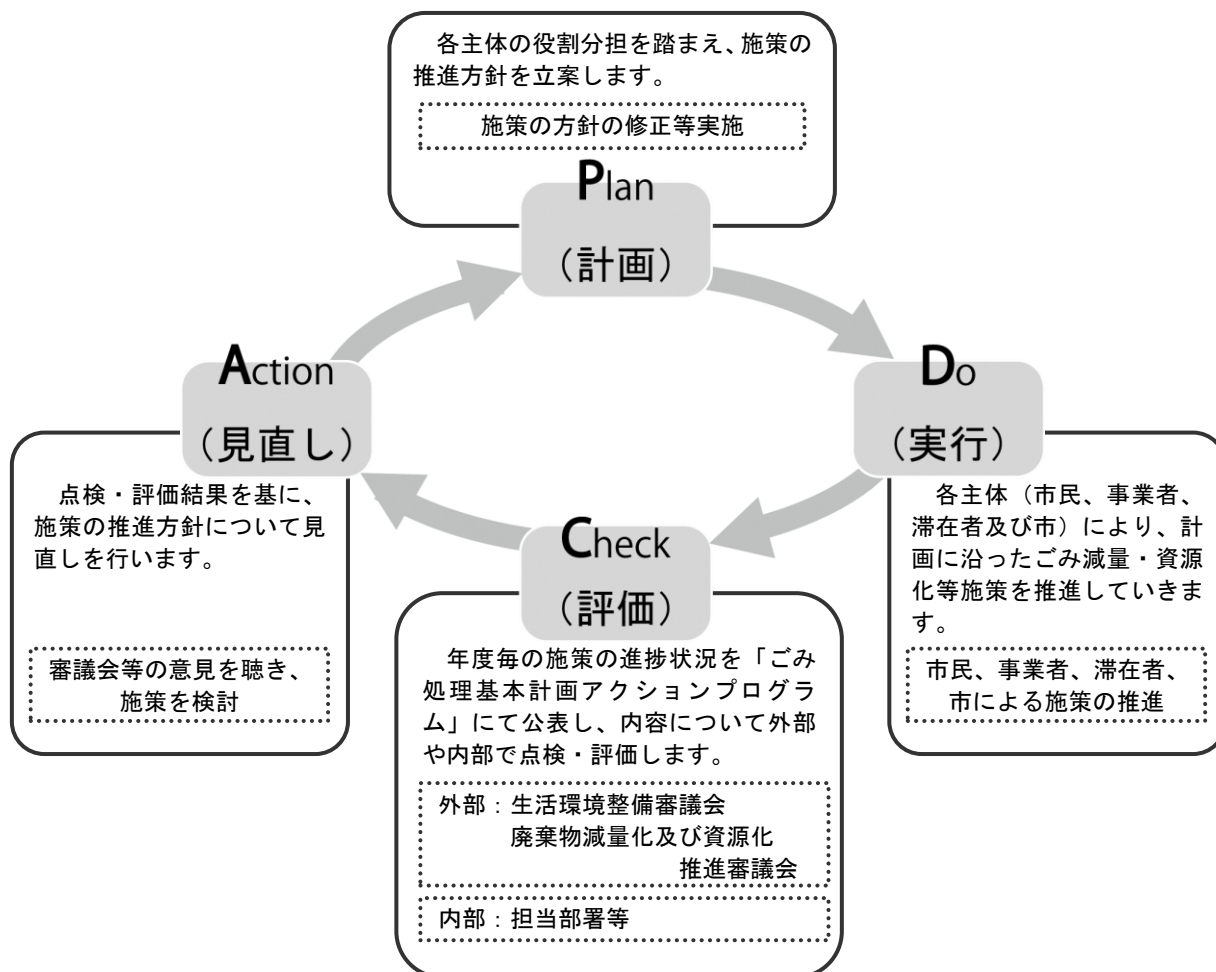 各主体の役割分担を踏まえ、施策の
推進方針を立案します。
施策の方針の修正等実施
Plan
（計画）
Do
（実行）
各主体（市民、事業者、
滞在者及び市）により、計
画に沿ったごみ減量・資源
化等施策を推進していきま
す。
市民、事業者、滞在者、
市による施策の推進
Check
（評価）
年度毎の施策の進捗状況を「ごみ
処理基本計画アクションプログラ
ム」にて公表し、内容について外部
や内部で点検・評価します。
外部：生活環境整備審議会
廃棄物減量化及び資源化
推進審議会
内部：担当部署等
Action
（見直し）
点検・評価結果を基に、
施策の推進方針について見
直しを行います。
審議会等の意見を聴き、
施策を検討